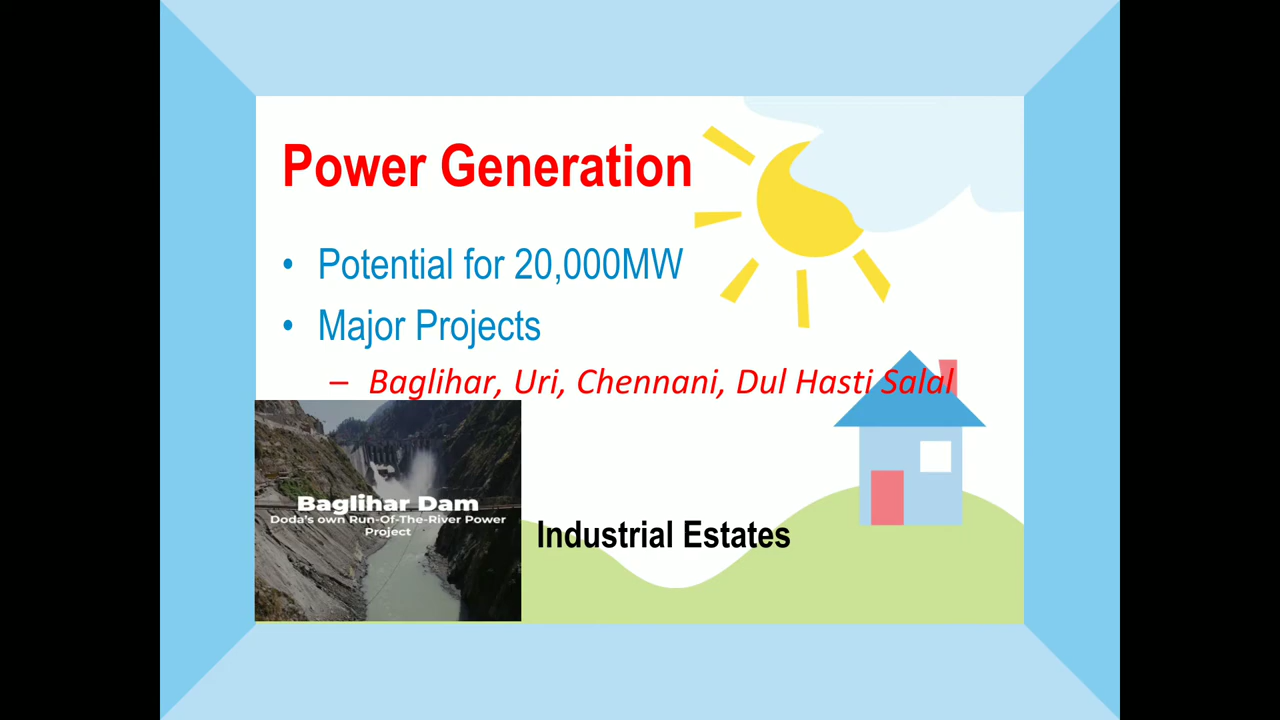 Power Generation
• Potential for 20,000MW
• Major Projects
– Baglihar, Uri, Chennani, Dul Hasti Salal
Baglihar Dam
Doda's own Run-Of-The-River Power
Project
Industrial Estates